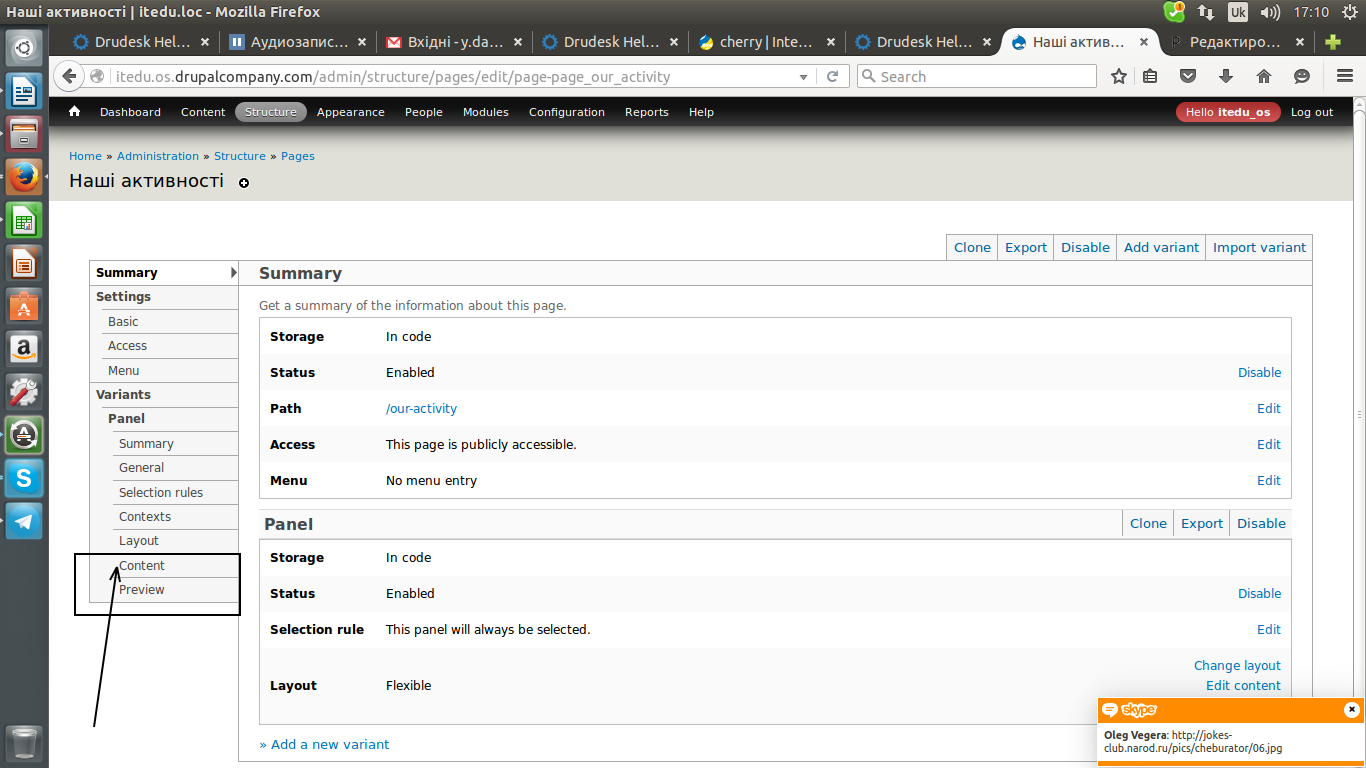 Наші активності | itedu.loc - Mozilla Firefox
1 Uk 17:10
Drudesk Hel... × Аудиозапис... × Вхідні - y.da... × Drudesk Hel... × cherry | Inte... × Drudesk Hel... × Наші актив... × Редактиро... ×
itedu.os.drupalcompany.com/admin/structure/pages/edit/page-page_our_activity Search
Dashboard Content Structure Appearance People Modules Configuration Reports Help Hello itedu_os Log out
Home » Administration » Structure » Pages
Наші активності
Clone Export Disable Add variant Import variant
Summary
Settings
Basic
Access
Menu
Variants
Panel
Summary
General
Selection rules
Contexts
Layout
Content
Preview
Summary
Get a summary of the information about this page.
Storage In code
Status Enabled Disable
Path /our-activity Edit
Access This page is publicly accessible. Edit
Menu No menu entry Edit
Panel Clone Export Disable
Storage In code
Status Enabled Disable
Selection rule This panel will always be selected. Edit
Change layout
Layout Flexible Edit content
» Add a new variant
skype
Oleg Vegera: http://jokes-
club.narod.ru/pics/cheburator/06.jpg